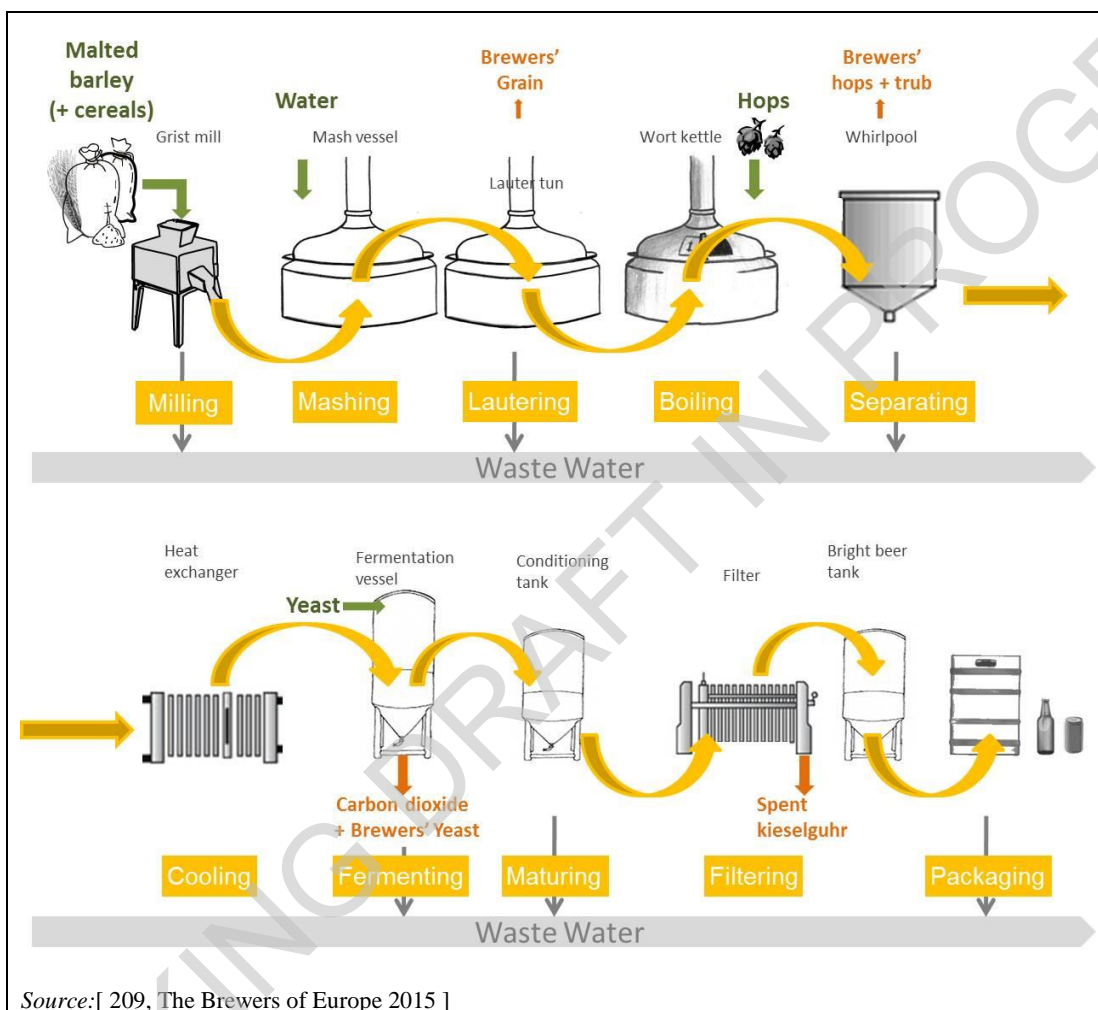 Malted
barley
(+ cereals)
Water
Brewers'
Grain
Hops
Brewers'
hops + trub
Grist mill
Mash vessel
Lauter tun
Wort kettle
Whirlpool
1
Milling
Mashing
Lautering
Boiling
Separating
Waste Water
Heat
exchanger
Fermentation
vessel
Conditioning
tank
Filter
Bright beer
tank
Yeast
Carbon dioxide
+ Brewers' Yeast
Spent
kieselguhr
Cooling
Fermenting
Maturing
Filtering
Packaging
Waste Water
Source:[ 209, The Brewers of Europe 2015 ]
KING DRAFT IN PROGRE